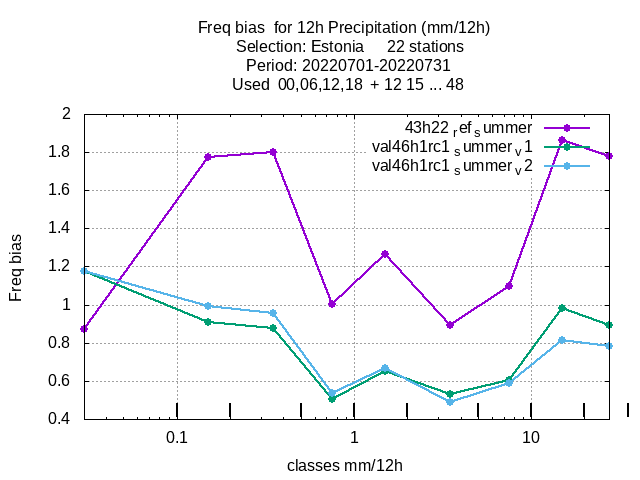 Freq bias  for 12h Precipitation (mm/12h)
Selection: Estonia     22 stations
Period: 20220701-20220731
Used  00,06,12,18  + 12 15 ... 48
43h22 ref summer
val46h1rc1 summer v1
val46h1rc1 summer v2
2
1.8
1.6
1.4
1.2
1
0.8
0.6
0.4
Freq bias
0.1
1
10
classes mm/12h